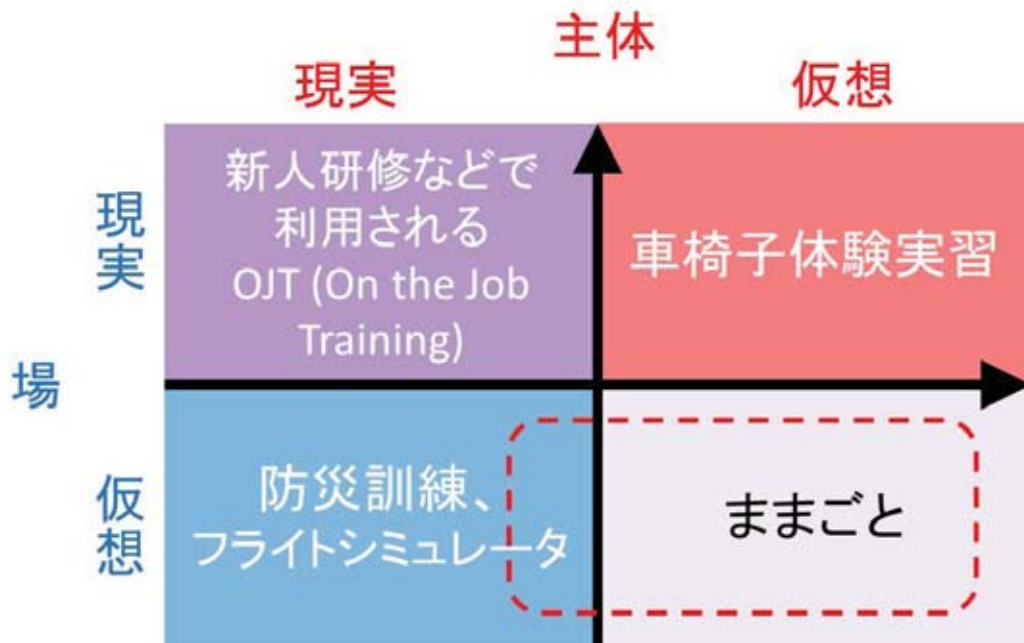 主体
現実
仮想
現実
新人研修などで
利用される
OJT (On the Job
Training)
車椅子体験実習
場
仮想
防災訓練、
フライトシミュレータ
ままごと